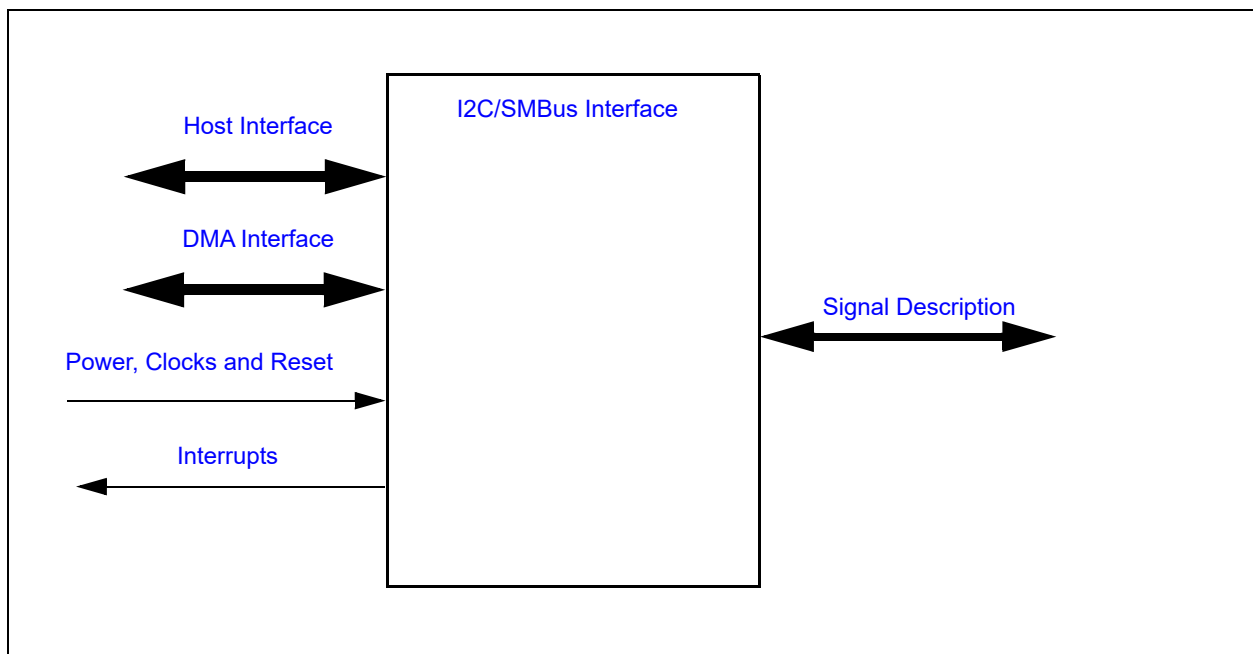 I2C/SMBus Interface
Host Interface
DMA Interface
Signal Description
Power, Clocks and Reset
Interrupts